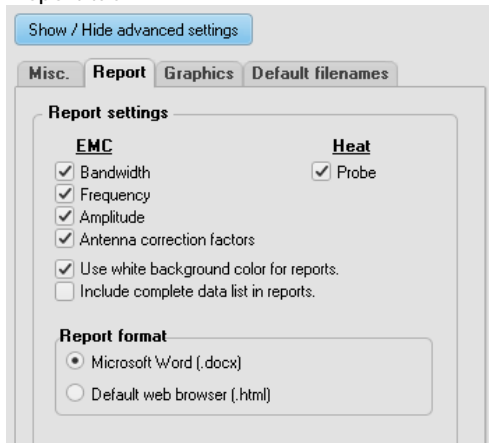 Show / Hide advanced settings
Misc. Report Graphics Default filenames
Report settings
EMC Heat
Bandwidth Probe
Frequency
Amplitude
Antenna correction factors
Use white background color for reports.
Include complete data list in reports.
Report format
Microsoft Word (.docx)
Default web browser (.html)